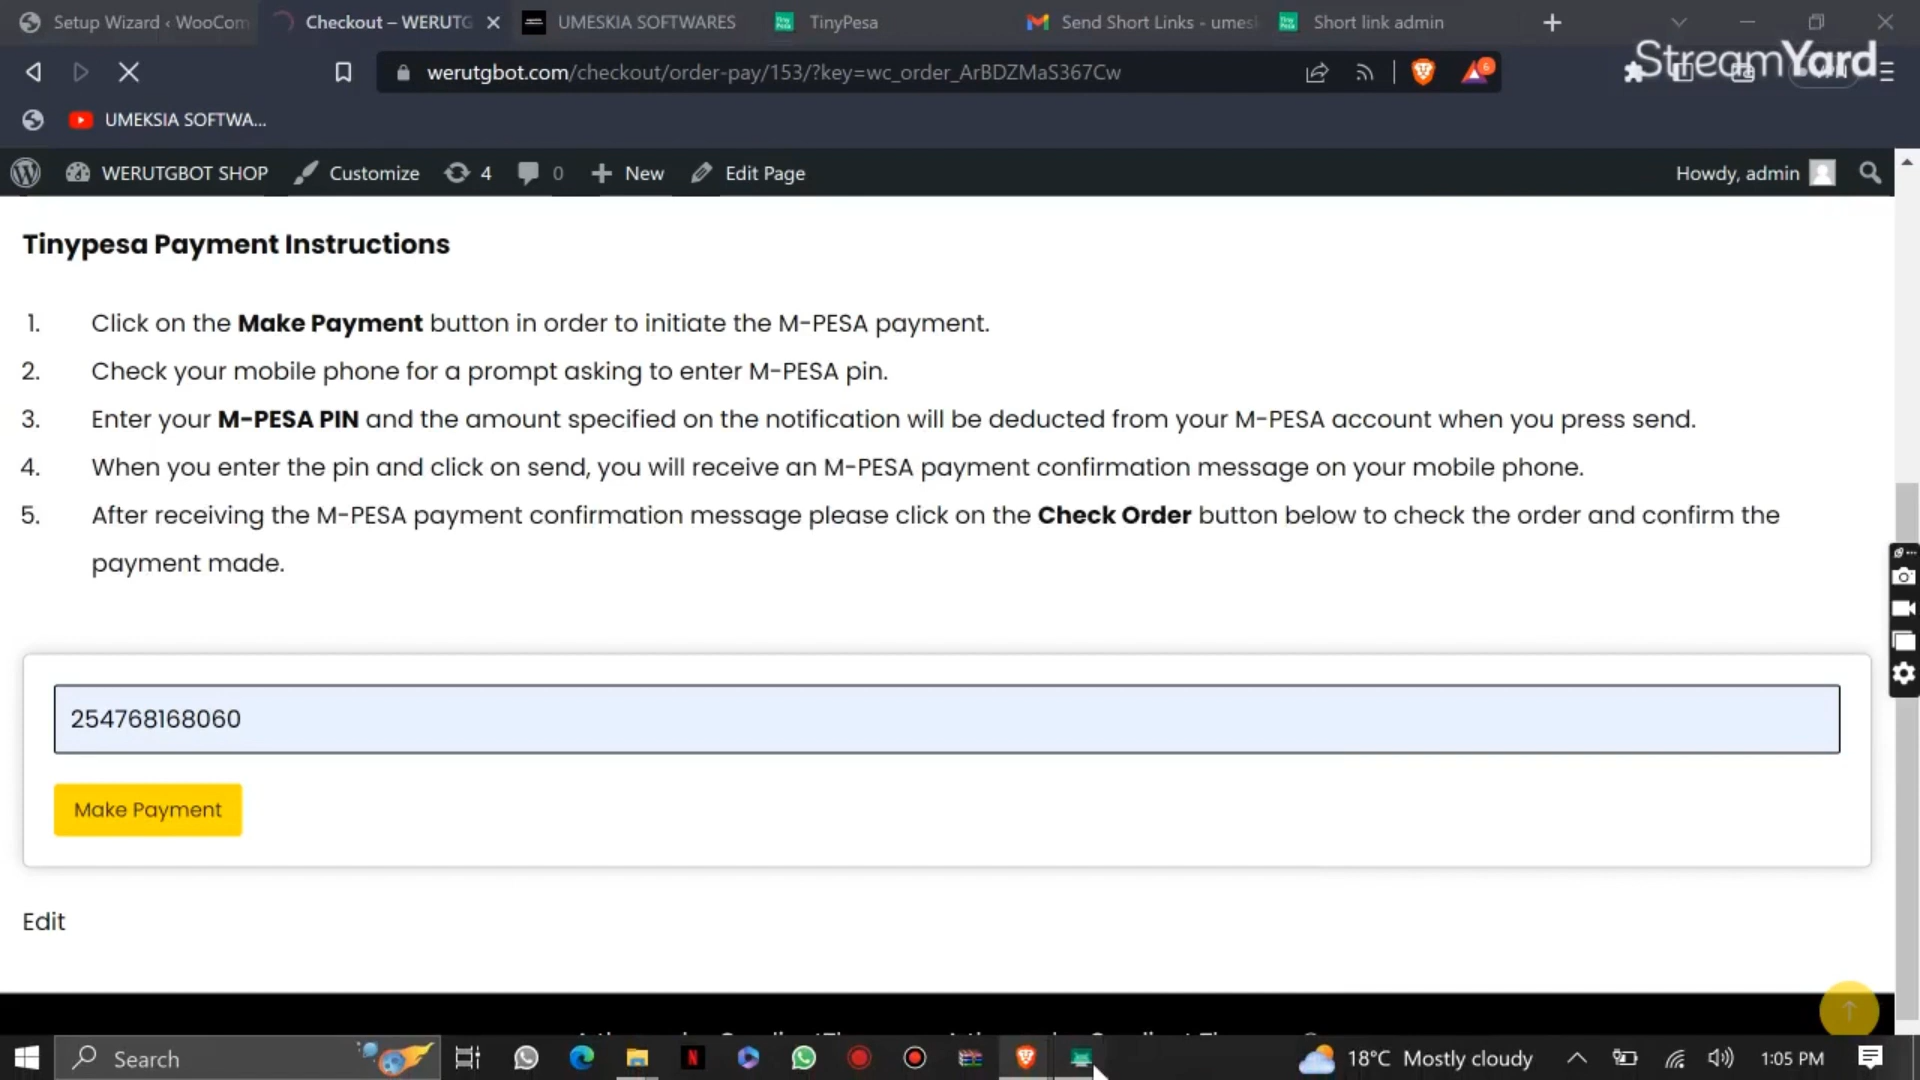 Setup Wizard ‹ WooCom
Checkout – WERUTG
UMESKIA SOFTWARES
TinyPesa
Send Short Links - umesk
Short link admin
StreamYard
werutgbot.com/checkout/order-pay/153/?key=wc_order_ArBDZMaS367Cw
6
UMEKSIA SOFTWA...
WERUTGBOT SHOP
Customize
4
0
New
Edit Page
Howdy, admin
Tinypesa Payment Instructions
1. Click on the Make Payment button in order to initiate the M-PESA payment.
2. Check your mobile phone for a prompt asking to enter M-PESA pin.
3. Enter your M-PESA PIN and the amount specified on the notification will be deducted from your M-PESA account when you press send.
4. When you enter the pin and click on send, you will receive an M-PESA payment confirmation message on your mobile phone.
5. After receiving the M-PESA payment confirmation message please click on the Check Order button below to check the order and confirm the
payment made.
254768168060
Make Payment
Edit
Search
18°C Mostly cloudy
1:05 PM